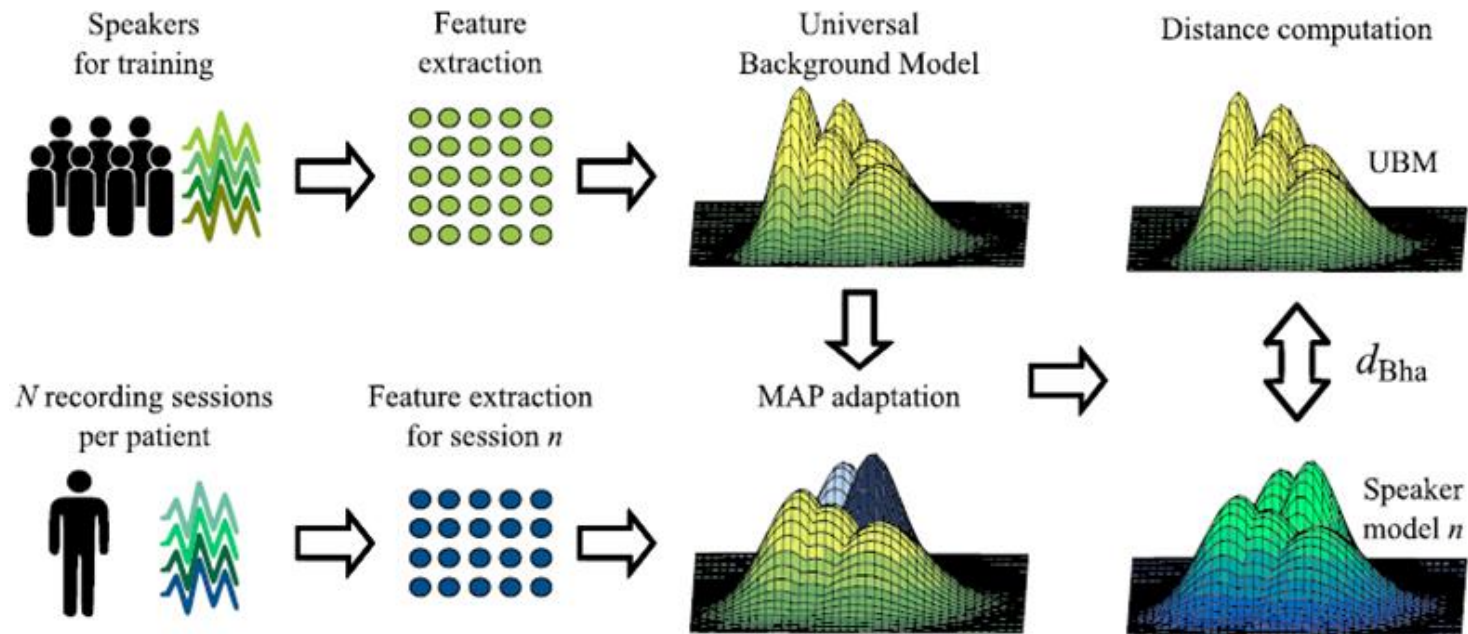 Speakers
for training
Feature
extraction
Universal
Background Model
Distance computation
UBM
N recording sessions
per patient
Feature extraction
for session n
MAP adaptation
d_Bha
Speaker
model n